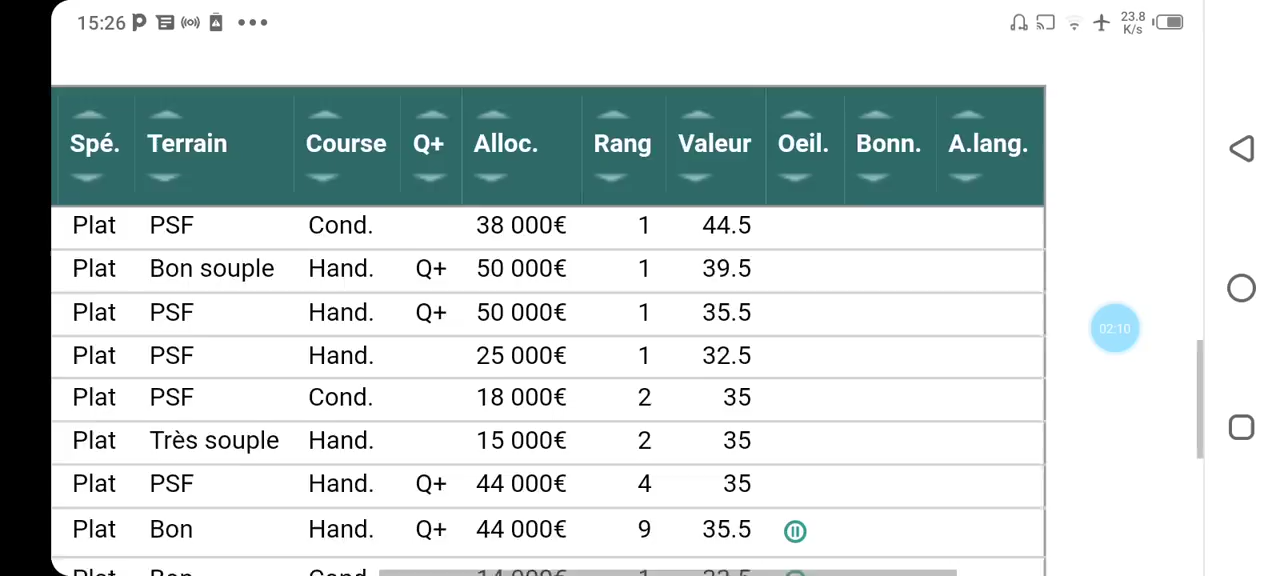 15:26
23.8 K/s
Spé. Terrain Course Q+ Alloc. Rang Valeur Oeil. Bonn. A.lang.
Plat PSF Cond. 38 000€ 1 44.5
Plat Bon souple Hand. Q+ 50 000€ 1 39.5
Plat PSF Hand. Q+ 50 000€ 1 35.5
Plat PSF Hand. 25 000€ 1 32.5
02:10
Plat PSF Cond. 18 000€ 2 35
Plat Très souple Hand. 15 000€ 2 35
Plat PSF Hand. Q+ 44 000€ 4 35
Plat Bon Hand. Q+ 44 000€ 9 35.5